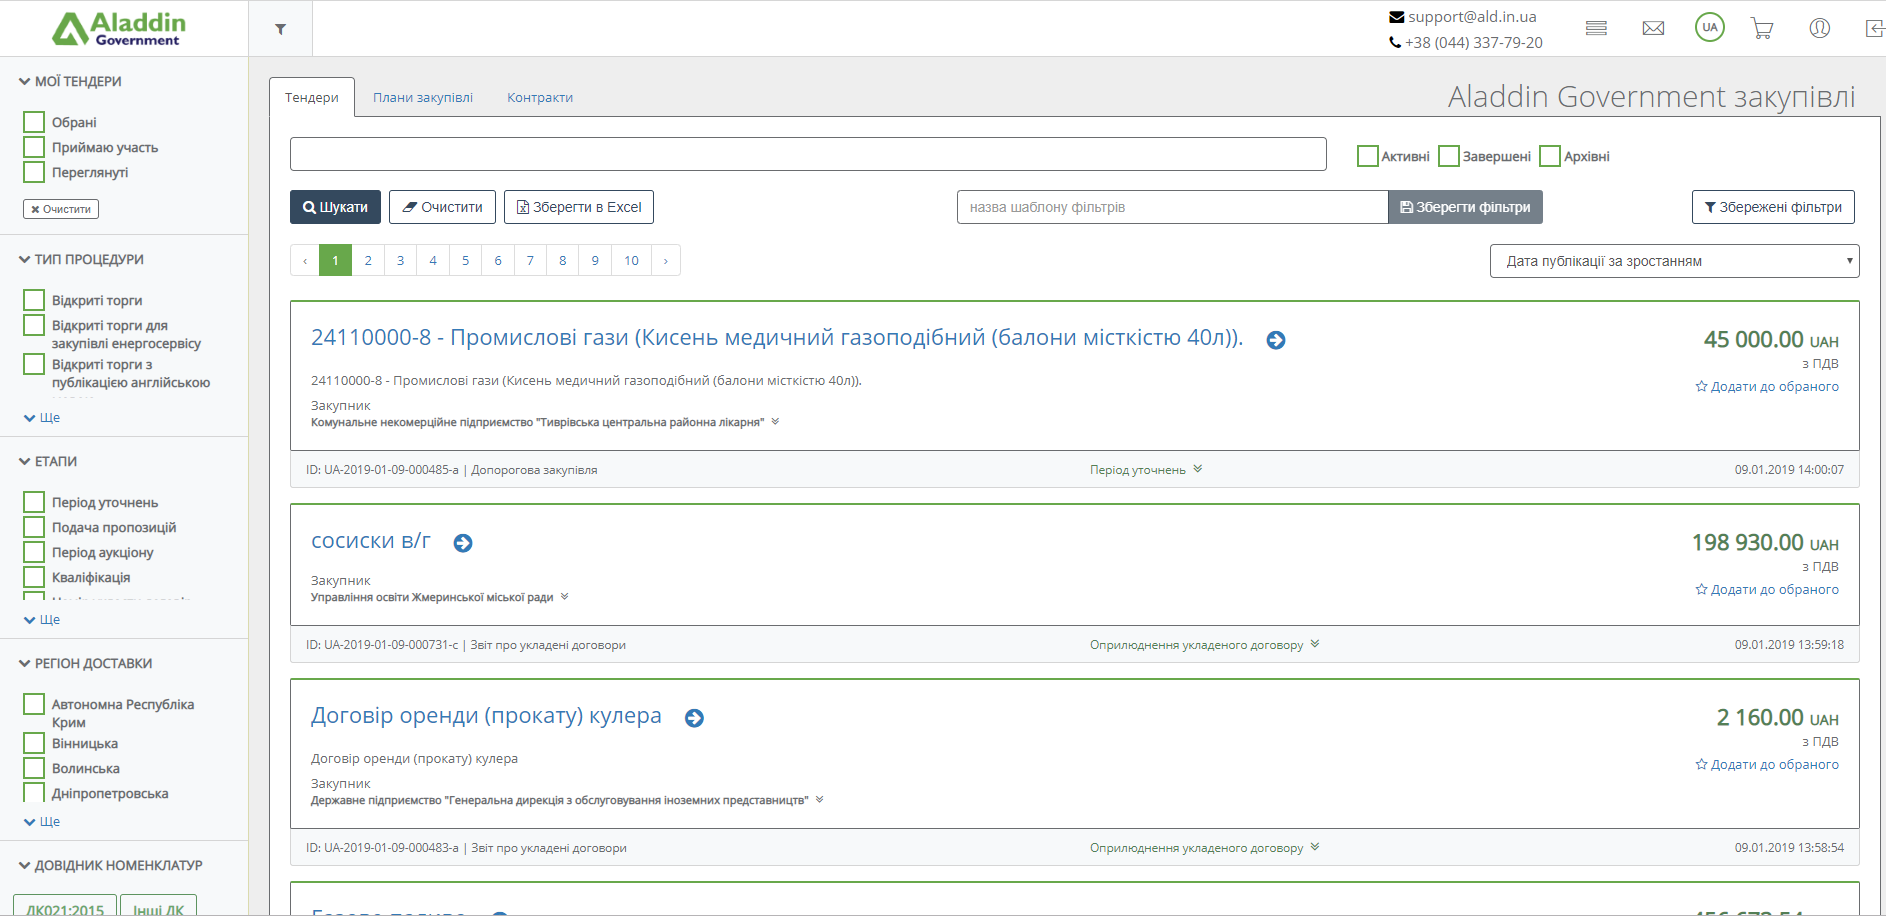 Aladdin
Government
support@ald.in.ua
+38 (044) 337-79-20
UA
МОЇ ТЕНДЕРИ
Обрані
Приймаю участь
Переглянуті
Очистити
ТИП ПРОЦЕДУРИ
Відкриті торги
Відкриті торги для
закупівлі енергосервісу
Відкриті торги з
публікацією англійською
Ще
ЕТАПИ
Період уточнень
Подача пропозицій
Період аукціону
Кваліфікація
Ще
РЕГІОН ДОСТАВКИ
Автономна Республіка
Крим
Вінницька
Волинська
Дніпропетровська
Ще
ДОВІДНИК НОМЕНКЛАТУР
ДК021:2015 Інші ДК
Тендери Плани закупівлі Контракти
Aladdin Government закупівлі
Активні Завершені Архівні
Шукати Очистити Зберегти в Excel назва шаблону фільтрів Зберегти фільтри Збережені фільтри
‹ 1 2 3 4 5 6 7 8 9 10 ›
Дата публікації за зростанням
24110000-8 - Промислові гази (Кисень медичний газоподібний (балони місткістю 40л)).
45 000.00 UAH
з ПДВ
Додати до обраного
24110000-8 - Промислові гази (Кисень медичний газоподібний (балони місткістю 40л)).
Закупник
Комунальне некомерційне підприємство "Тиврівська центральна районна лікарня"
ID: UA-2019-01-09-000485-a | Допорогова закупівля Період уточнень 09.01.2019 14:00:07
сосиски в/г
198 930.00 UAH
з ПДВ
Додати до обраного
Закупник
Управління освіти Жмеринської міської ради
ID: UA-2019-01-09-000731-c | Звіт про укладені договори Оприлюднення укладеного договору 09.01.2019 13:59:18
Договір оренди (прокату) кулера
2 160.00 UAH
з ПДВ
Додати до обраного
Договір оренди (прокату) кулера
Закупник
Державне підприємство "Генеральна дирекція з обслуговування іноземних представництв"
ID: UA-2019-01-09-000483-a | Звіт про укладені договори Оприлюднення укладеного договору 09.01.2019 13:58:54